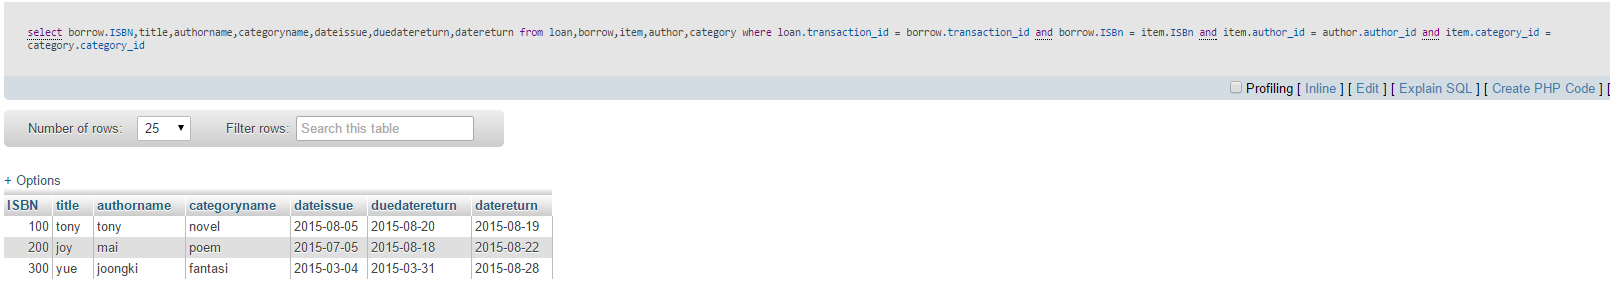 select borrow.ISBN,title,authorname,categoryname,dateissue,duedatereturn,datereturn from loan,borrow,item,author,category where loan.transaction_id = borrow.transaction_id and borrow.ISBn = item.ISBn and item.author_id = author.author_id and item.category_id =
category.category_id
Profiling [ Inline ] [ Edit ] [ Explain SQL ] [ Create PHP Code ] [
Number of rows: 25 Filter rows: Search this table
+ Options
ISBN title authorname categoryname dateissue duedatereturn datereturn
100 tony tony novel 2015-08-05 2015-08-20 2015-08-19
200 joy mai poem 2015-07-05 2015-08-18 2015-08-22
300 yue joongki fantasi 2015-03-04 2015-03-31 2015-08-28